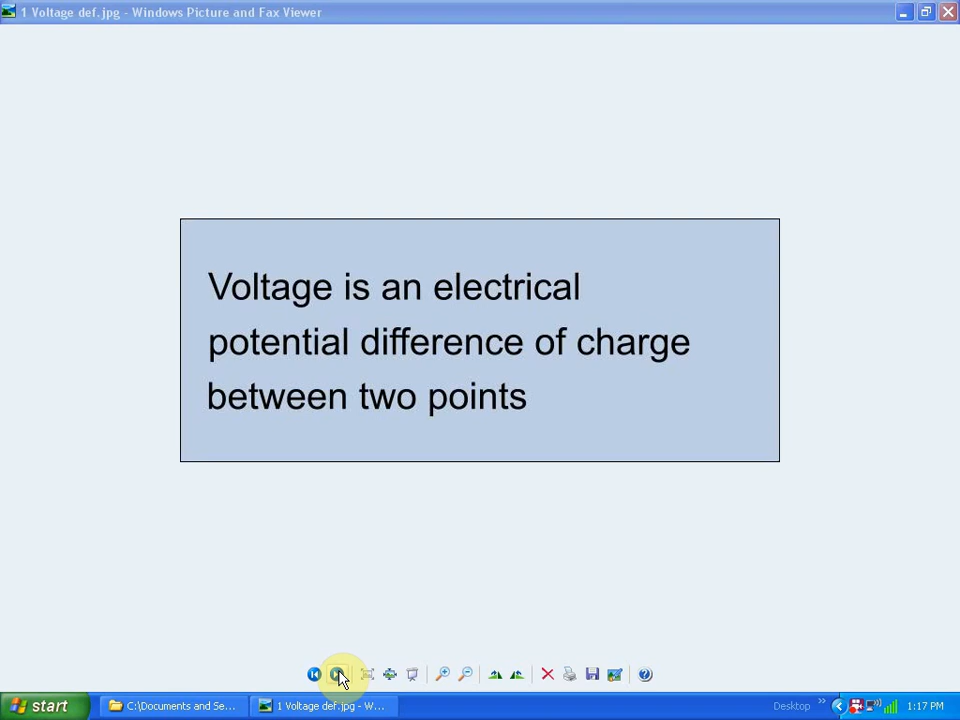 1 Voltage def.jpg - Windows Picture and Fax Viewer
Voltage is an electrical
potential difference of charge
between two points
start
C:\Documents and Se...
1 Voltage def.jpg - W...
Desktop
»
1:17 PM